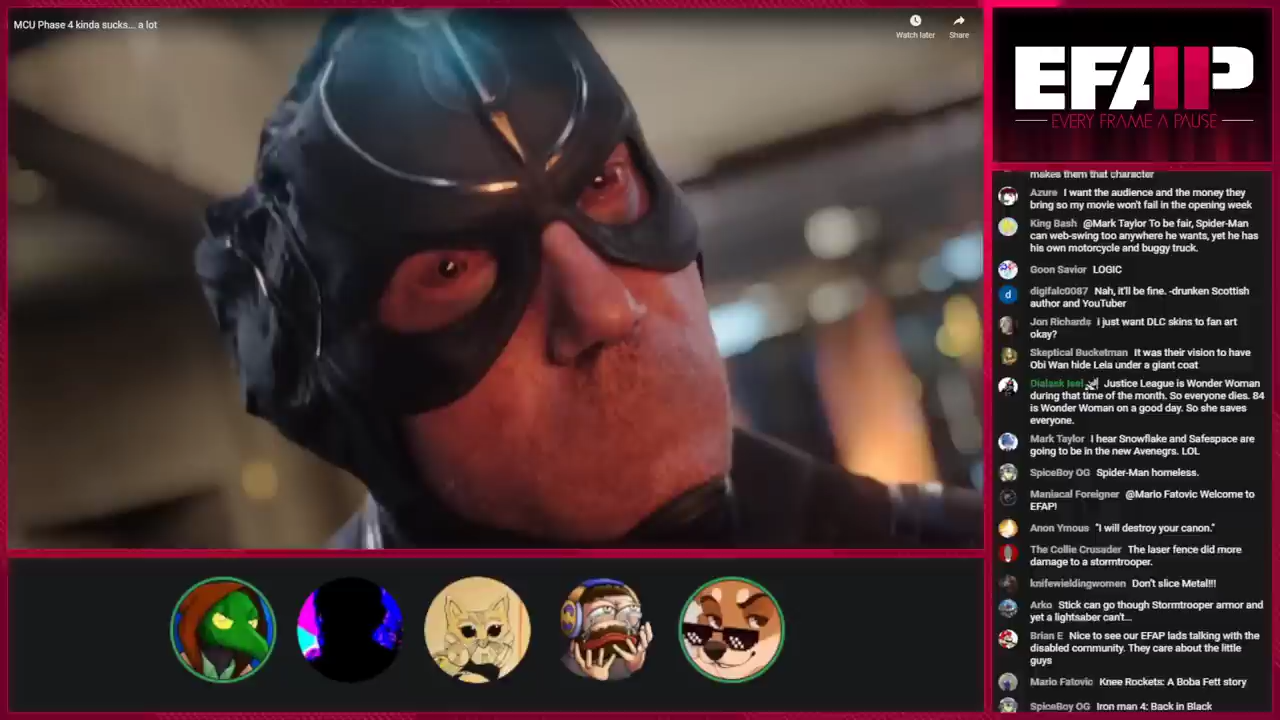 MCU Phase 4 kinda sucks... a lot
Watch later
Share
EFAP
EVERY FRAME A PAUSE
makes them that character
Azure I want the audience and the money they
bring so my movie won't fail in the opening week
King Bash @Mark Taylor To be fair, Spider-Man
can web-swing too anywhere he wants, yet he has
his own motorcycle and buggy truck.
Goon Savior LOGIC
digifalc0087 Nah, it'll be fine. -drunken Scottish
author and YouTuber
Jon Richards I just want DLC skins to fan art
okay?
Skeptical Bucketman It was their vision to have
Obi Wan hide Leia under a giant coat
Dialask Isel Justice League is Wonder Woman
during that time of the month. So everyone dies. 84
is Wonder Woman on a good day. So she saves
everyone.
Mark Taylor I hear Snowflake and Safespace are
going to be in the new Avenegrs. LOL
SpiceBoy OG Spider-Man homeless.
Maniacal Foreigner @Mario Fatovic Welcome to
EFAP!
Anon Ymous "I will destroy your canon."
The Collie Crusader The laser fence did more
damage to a stormtrooper.
knifewieldingwomen Don't slice Metal!!!
Arko Stick can go though Stormtrooper armor and
yet a lightsaber can't...
Brian E Nice to see our EFAP lads talking with the
disabled community. They care about the little
guys
Mario Fatovic Knee Rockets: A Boba Fett story
SpiceBoy OG Iron man 4: Back in Black